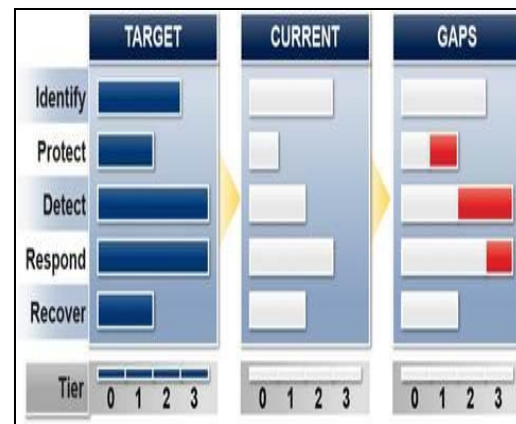 TARGET CURRENT GAPS
Identify
Protect
Detect
Respond
Recover
Tier
0 1 2 3 0 1 2 3 0 1 2 3